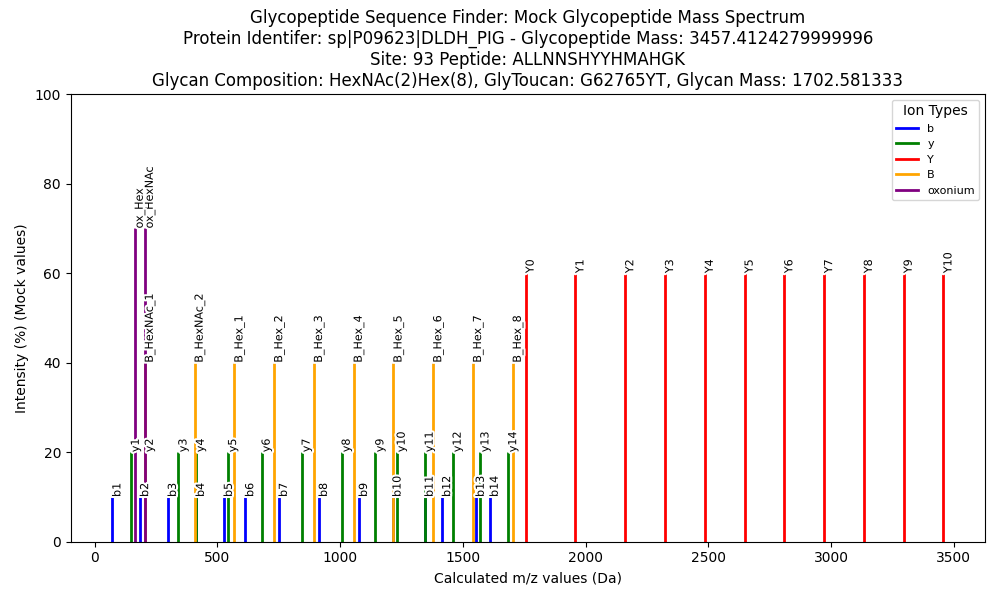 Glycopeptide Sequence Finder: Mock Glycopeptide Mass Spectrum
Protein Identifer: sp|P09623|DLDH_PIG - Glycopeptide Mass: 3457.4124279999996
Site: 93 Peptide: ALLNNSHYYHMAHGK
Glycan Composition: HexNAc(2)Hex(8), GlyToucan: G62765YT, Glycan Mass: 1702.581333
Intensity (%) (Mock values)
100
80
60
40
20
0
Ion Types
b
y
Y
B
oxonium
ox_Hex
ox_HexNAc
B_HexNAc_1
B_HexNAc_2
B_Hex_1
B_Hex_2
B_Hex_3
B_Hex_4
B_Hex_5
B_Hex_6
B_Hex_7
B_Hex_8
Y0
Y1
Y2
Y3
Y4
Y5
Y6
Y7
Y8
Y9
Y10
y1
y2
y3
y4
y5
y6
y7
y8
y9
y10
y11
y12
y13
y14
b1
b2
b3
b4
b5
b6
b7
b8
b9
b10
b11
b12
b13
b14
0
500
1000
1500
2000
2500
3000
3500
Calculated m/z values (Da)